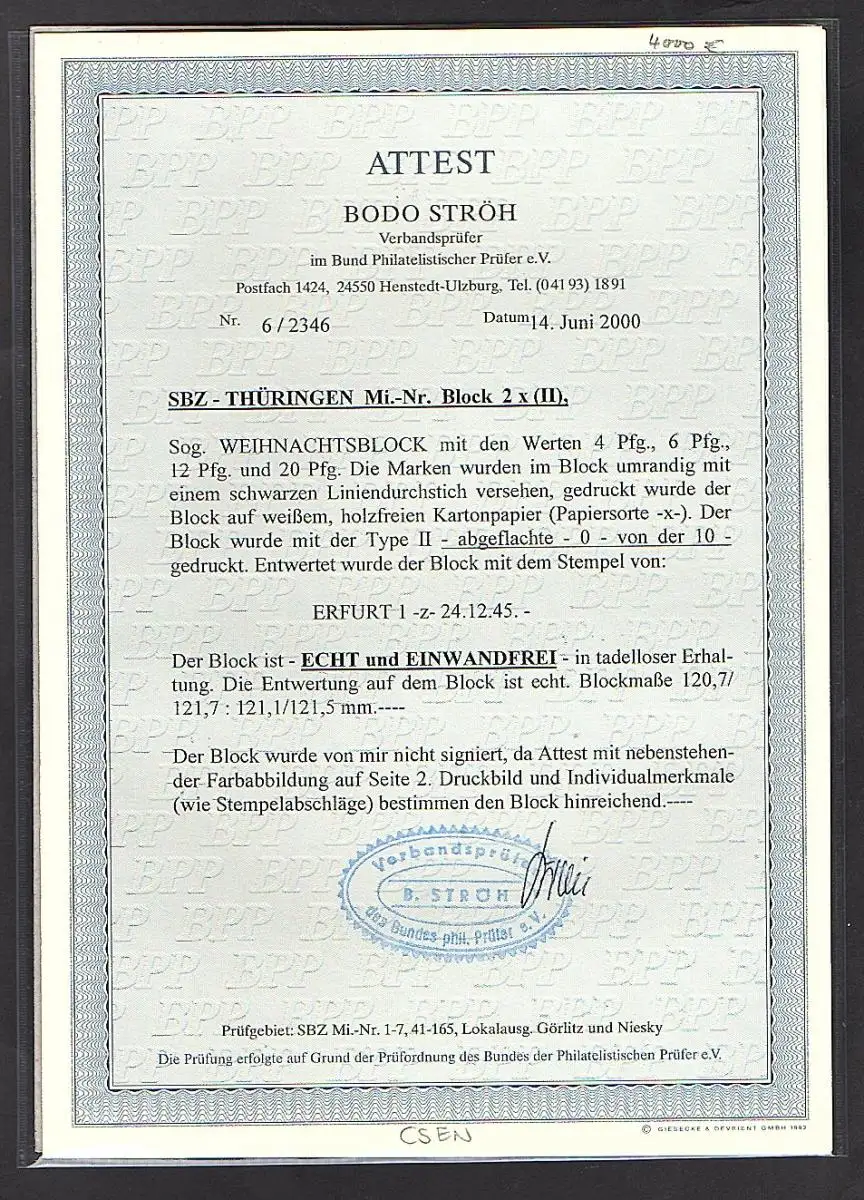 4000 €
ATTEST
BODO STRÖH
Verbandsprüfer
im Bund Philatelistischer Prüfer e.V.
Postfach 1424, 24550 Henstedt-Ulzburg, Tel. (04193) 1891
Nr. 6 / 2346 Datum 14. Juni 2000
SBZ - THÜRINGEN Mi.-Nr. Block 2 x (II),
Sog. WEIHNACHTSBLOCK mit den Werten 4 Pfg., 6 Pfg.,
12 Pfg. und 20 Pfg. Die Marken wurden im Block umrandig mit
einem schwarzen Liniendurchstich versehen, gedruckt wurde der
Block auf weißem, holzfreien Kartonpapier (Papiersorte -x-). Der
Block wurde mit der Type II - abgeflachte - 0 - von der 10 -
gedruckt. Entwertet wurde der Block mit dem Stempel von:
ERFURT 1 -z- 24.12.45. -
Der Block ist - ECHT und EINWANDFREI - in tadelloser Erhal-
tung. Die Entwertung auf dem Block ist echt. Blockmaße 120,7/
121,7 : 121,1/121,5 mm.----
Der Block wurde von mir nicht signiert, da Attest mit nebenstehen-
der Farbabbildung auf Seite 2. Druckbild und Individualmerkmale
(wie Stempelabschläge) bestimmen den Block hinreichend.----
Verbandsprüfer
B. STRÖH
des Bundes phil. Prüfer e.V.
Prüfgebiet: SBZ Mi.-Nr. 1-7, 41-165, Lokalausg. Görlitz und Niesky
Die Prüfung erfolgte auf Grund der Prüfordnung des Bundes der Philatelistischen Prüfer e.V.
© GIESECKE & DEVRIENT GMBH
CSEN